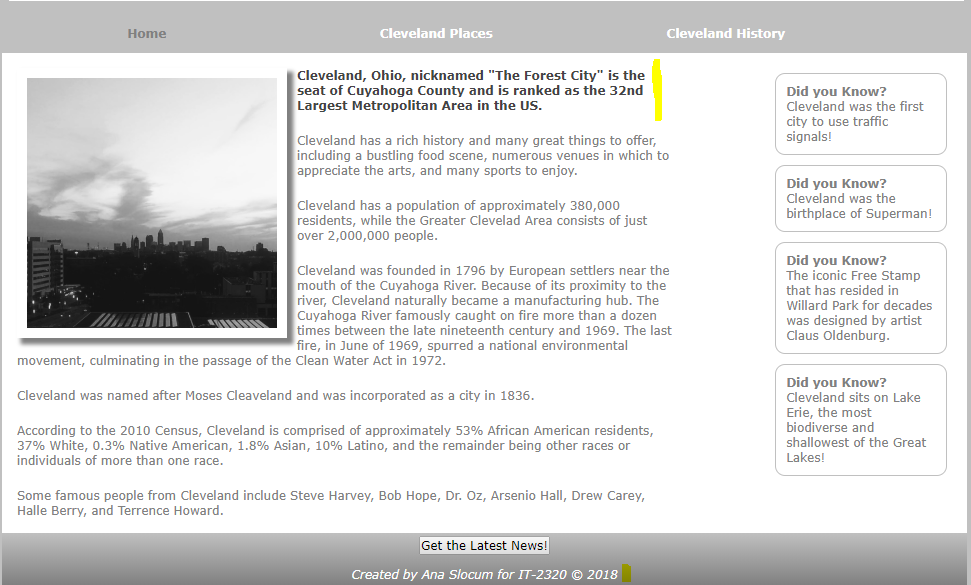 Home Cleveland Places Cleveland History
Cleveland, Ohio, nicknamed "The Forest City" is the
seat of Cuyahoga County and is ranked as the 32nd
Largest Metropolitan Area in the US.
Cleveland has a rich history and many great things to offer,
including a bustling food scene, numerous venues in which to
appreciate the arts, and many sports to enjoy.
Cleveland has a population of approximately 380,000
residents, while the Greater Clevelad Area consists of just
over 2,000,000 people.
Cleveland was founded in 1796 by European settlers near the
mouth of the Cuyahoga River. Because of its proximity to the
river, Cleveland naturally became a manufacturing hub. The
Cuyahoga River famously caught on fire more than a dozen
times between the late nineteenth century and 1969. The last
fire, in June of 1969, spurred a national environmental
movement, culminating in the passage of the Clean Water Act in 1972.
Cleveland was named after Moses Cleaveland and was incorporated as a city in 1836.
According to the 2010 Census, Cleveland is comprised of approximately 53% African American residents,
37% White, 0.3% Native American, 1.8% Asian, 10% Latino, and the remainder being other races or
individuals of more than one race.
Some famous people from Cleveland include Steve Harvey, Bob Hope, Dr. Oz, Arsenio Hall, Drew Carey,
Halle Berry, and Terrence Howard.
Did you Know?
Cleveland was the first
city to use traffic
signals!
Did you Know?
Cleveland was the
birthplace of Superman!
Did you Know?
The iconic Free Stamp
that has resided in
Willard Park for decades
was designed by artist
Claus Oldenburg.
Did you Know?
Cleveland sits on Lake
Erie, the most
biodiverse and
shallowest of the Great
Lakes!
Get the Latest News!
Created by Ana Slocum for IT-2320 © 2018